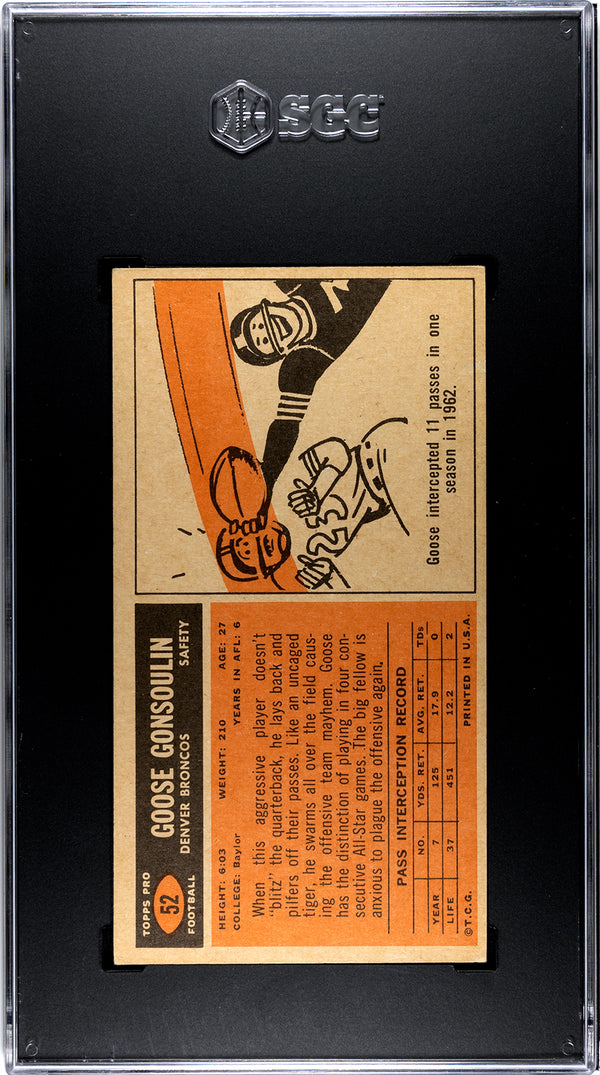 SGC
TOPPS PRO
52
FOOTBALL
GOOSE GONSOULIN
DENVER BRONCOS SAFETY
HEIGHT: 6:03 WEIGHT: 210 AGE: 27
COLLEGE: Baylor YEARS IN AFL: 6
When this aggressive player doesn't
"blitz" the quarterback, he lays back and
pilfers off their passes. Like an uncaged
tiger, he swarms all over the field caus-
ing the offensive team mayhem. Goose
has the distinction of playing in four con-
secutive All-Star games. The big fellow is
anxious to plague the offensive again.
PASS INTERCEPTION RECORD
NO. YDS. RET. AVG. RET. TDs
YEAR 7 125 17.9 0
LIFE 37 451 12.2 2
©T.C.G. PRINTED IN U.S.A.
23
7
Goose intercepted 11 passes in one
season in 1962.